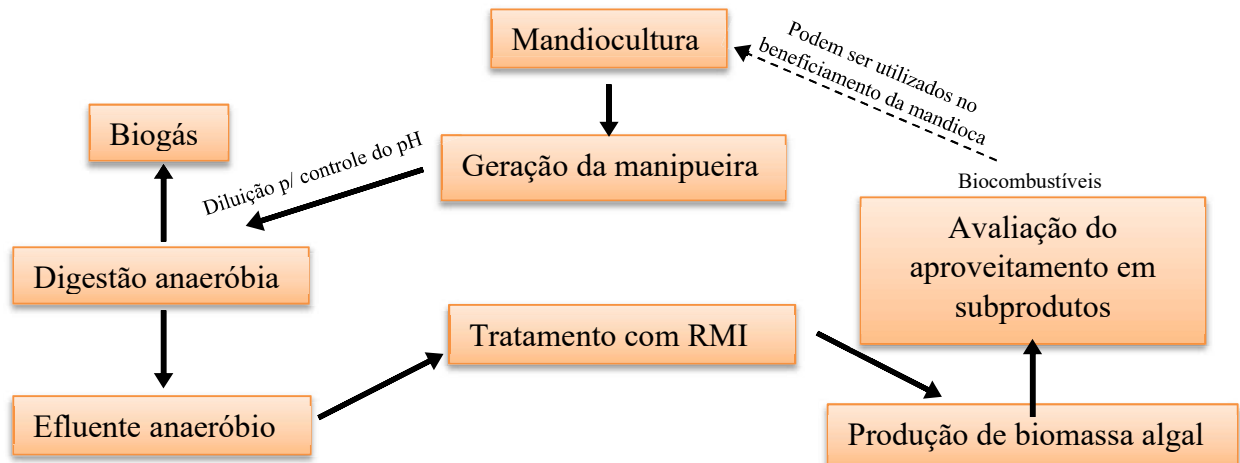 Mandiocultura
Podem ser utilizados no
beneficiamento da mandioca
Biogás
Diluição p/ controle do pH
Geração da manipueira
Biocombustíveis
Avaliação do
aproveitamento em
subprodutos
Digestão anaeróbia
Tratamento com RMI
Efluente anaeróbio
Produção de biomassa algal